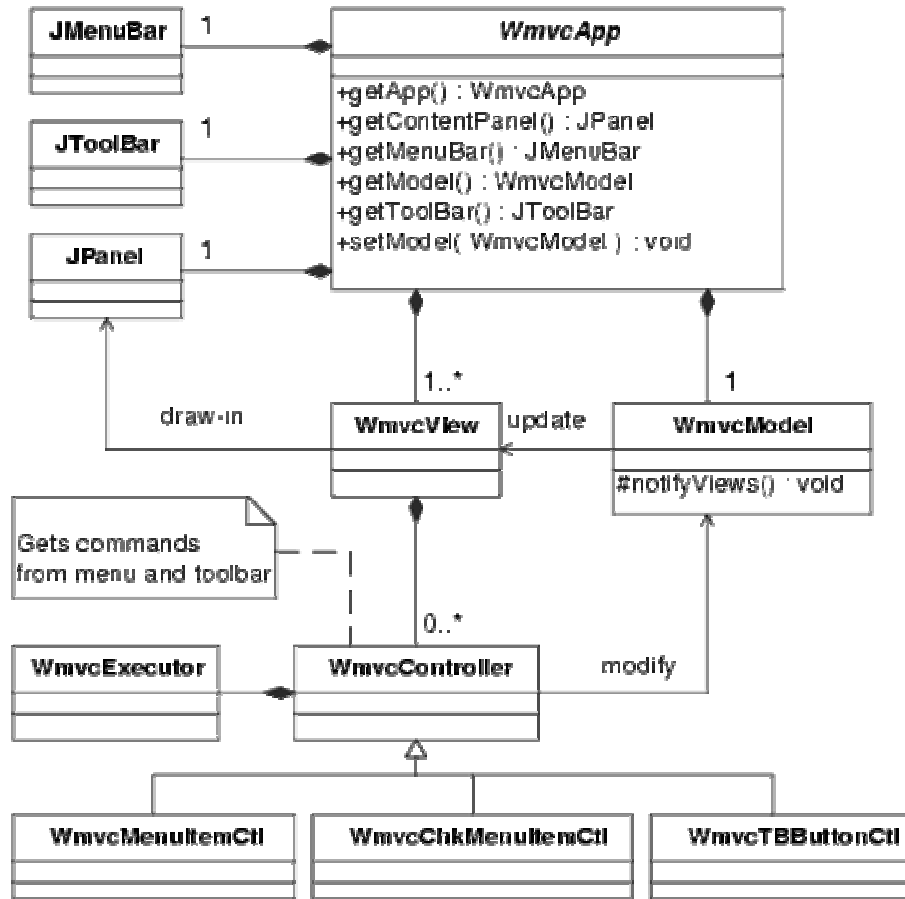 JMenuBar
1
WmvcApp
+getApp() : WmvcApp
+getContentPanel() : JPanel
+getMenuBar() : JMenuBar
+getModel() : WmvcModel
+getToolBar() : JToolBar
+setModel( WmvcModel ) : void
JToolBar
1
JPanel
1
1..*
1
draw-in
WmvcView
update
WmvcModel
#notifyViews() : void
Gets commands
from menu and toolbar
0..*
WmvcExecutor
WmvcController
modify
WmvcMenuItemCtl
WmvcChkMenuItemCtl
WmvcTBButtonCtl